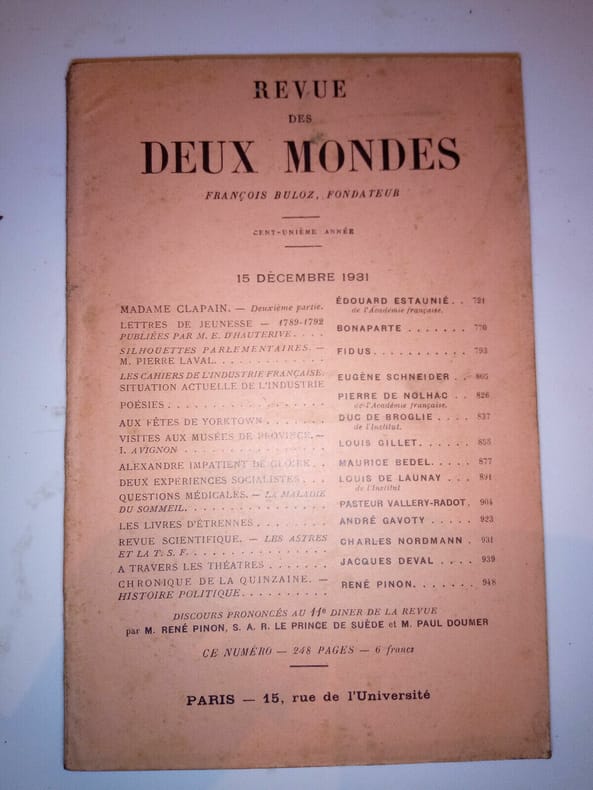 REVUE
DES
DEUX MONDES
FRANÇOIS BULOZ, FONDATEUR
CENT-UNIÈME ANNÉE
15 DÉCEMBRE 1931
MADAME CLAPAIN. — Deuxième partie. ÉDOUARD ESTAUNIÉ. . 721
de l'Académie française.
LETTRES DE JEUNESSE — 1789-1792
PUBLIÉES PAR M. E. D'HAUTERIVE. . . . BONAPARTE . . . . . . . 770
SILHOUETTES PARLEMENTAIRES. —
M. PIERRE LAVAL. . . . . . . . . . . . . FIDUS. . . . . . . . . . 793
LES CAHIERS DE L'INDUSTRIE FRANÇAISE.
SITUATION ACTUELLE DE L'INDUSTRIE EUGÈNE SCHNEIDER . . 805
POÉSIES. . . . . . . . . . . . . . . . . PIERRE DE NOLHAC . . 826
de l'Académie française.
AUX FÊTES DE YORKTOWN. . . . . . . DUC DE BROGLIE . . . . 837
de l'Institut.
VISITES AUX MUSÉES DE PROVINCE. —
I. AVIGNON . . . . . . . . . . . . . . . . LOUIS GILLET. . . . . . 855
ALEXANDRE IMPATIENT DE GLOIRE. . . MAURICE BEDEL. . . . . 877
DEUX EXPÉRIENCES SOCIALISTES. . . . LOUIS DE LAUNAY . . . 891
de l'Institut
QUESTIONS MÉDICALES. — LA MALADIE
DU SOMMEIL. . . . . . . . . . . . . . . . PASTEUR VALLERY-RADOT. 904
LES LIVRES D'ÉTRENNES . . . . . . . . ANDRÉ GAVOTY . . . . . 923
REVUE SCIENTIFIQUE. — LES ASTRES
ET LA T. S. F. . . . . . . . . . . . . . . . CHARLES NORDMANN . 931
A TRAVERS LES THÉATRES . . . . . . . JACQUES DEVAL . . . . 939
CHRONIQUE DE LA QUINZAINE. —
HISTOIRE POLITIQUE. . . . . . . . . . . RENÉ PINON. . . . . . . 948
DISCOURS PRONONCÉS AU 11e DINER DE LA REVUE
par M. RENÉ PINON, S. A. R. LE PRINCE DE SUÈDE et M. PAUL DOUMER
CE NUMÉRO — 248 PAGES — 6 francs
PARIS — 15, rue de l'Université